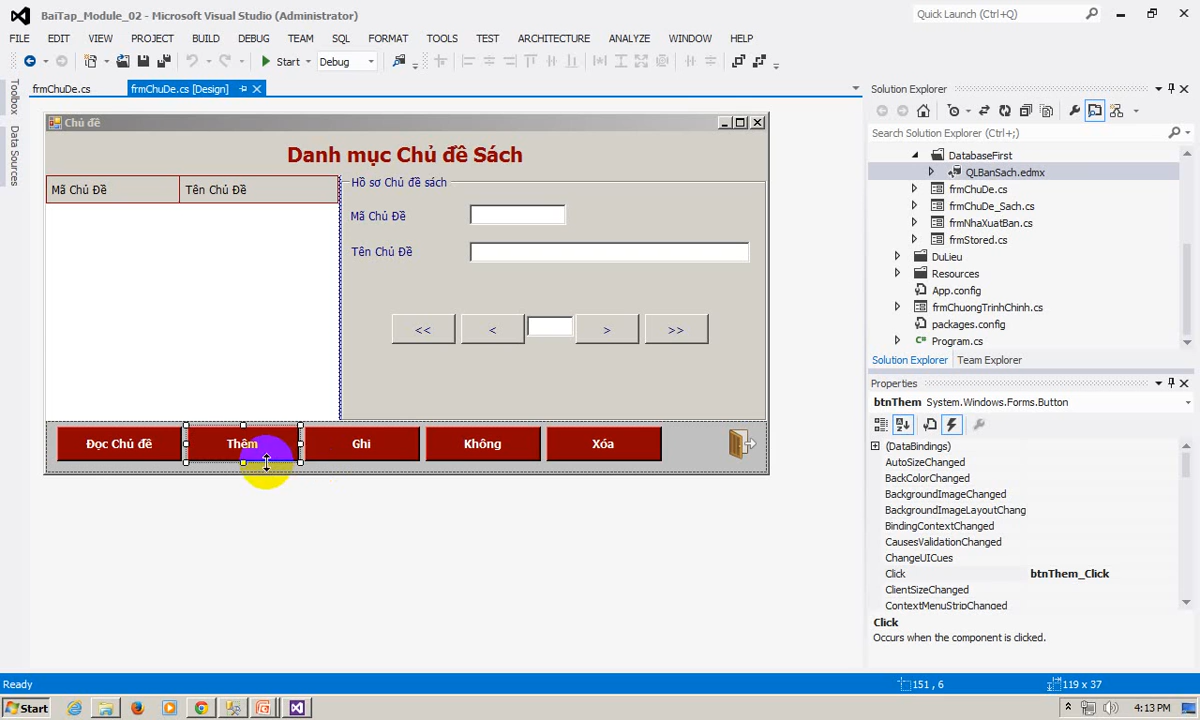 BaiTap_Module_02 - Microsoft Visual Studio (Administrator)
Quick Launch (Ctrl+Q)
FILE EDIT VIEW PROJECT BUILD DEBUG TEAM SQL FORMAT TOOLS TEST ARCHITECTURE ANALYZE WINDOW HELP
Start Debug
Toolbox
Data Sources
frmChuDe.cs
frmChuDe.cs [Design]
Chủ đề
Danh mục Chủ đề Sách
Mã Chủ Đề Tên Chủ Đề
Hồ sơ Chủ đề sách
Mã Chủ Đề
Tên Chủ Đề
<< < > >>
Đọc Chủ đề Thêm Ghi Không Xóa
Solution Explorer
Search Solution Explorer (Ctrl+;)
DatabaseFirst
QLBanSach.edmx
frmChuDe.cs
frmChuDe_Sach.cs
frmNhaXuatBan.cs
frmStored.cs
DuLieu
Resources
App.config
frmChuongTrinhChinh.cs
packages.config
Program.cs
Solution Explorer Team Explorer
Properties
btnThem System.Windows.Forms.Button
(DataBindings)
AutoSizeChanged
BackColorChanged
BackgroundImageChanged
BackgroundImageLayoutChang
BindingContextChanged
CausesValidationChanged
ChangeUICues
Click btnThem_Click
ClientSizeChanged
ContextMenuStripChanged
Click
Occurs when the component is clicked.
Ready
151 , 6
119 x 37
Start
4:13 PM